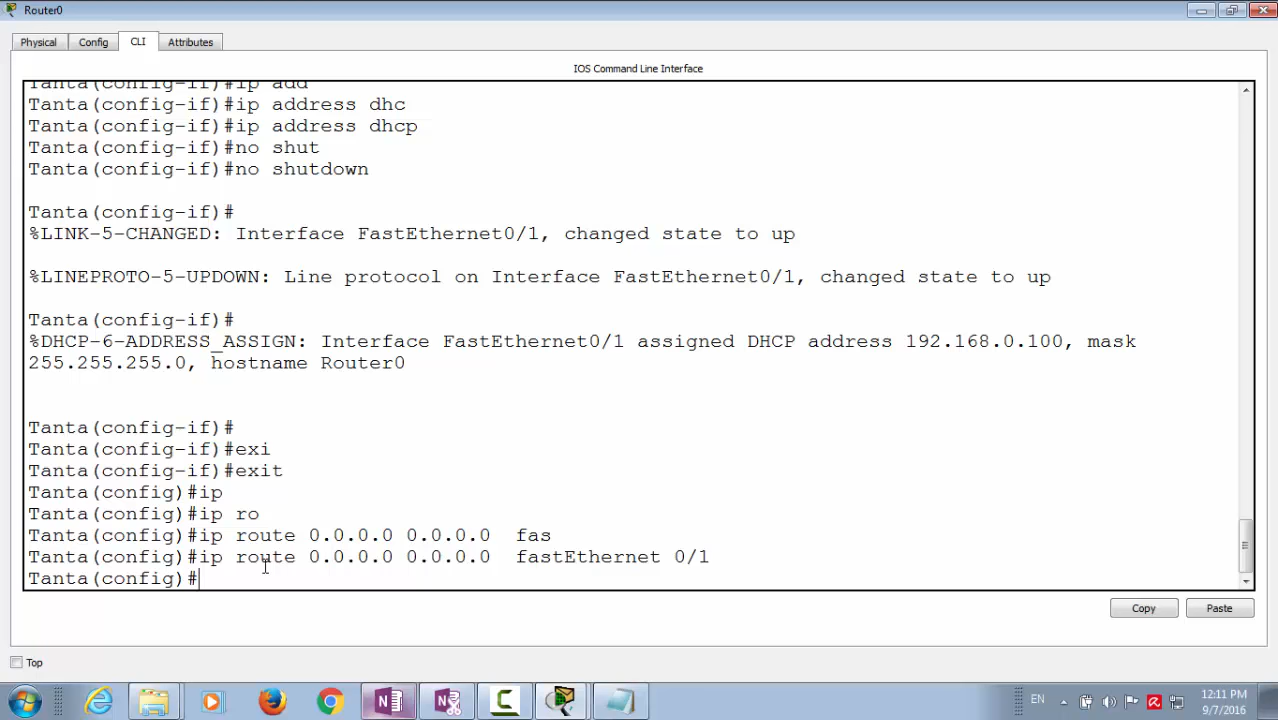 Router0
Physical Config CLI Attributes
IOS Command Line Interface
Tanta(config-if)#ip add
Tanta(config-if)#ip address dhc
Tanta(config-if)#ip address dhcp
Tanta(config-if)#no shut
Tanta(config-if)#no shutdown
Tanta(config-if)#
%LINK-5-CHANGED: Interface FastEthernet0/1, changed state to up
%LINEPROTO-5-UPDOWN: Line protocol on Interface FastEthernet0/1, changed state to up
Tanta(config-if)#
%DHCP-6-ADDRESS_ASSIGN: Interface FastEthernet0/1 assigned DHCP address 192.168.0.100, mask
255.255.255.0, hostname Router0
Tanta(config-if)#
Tanta(config-if)#exi
Tanta(config-if)#exit
Tanta(config)#ip
Tanta(config)#ip ro
Tanta(config)#ip route 0.0.0.0 0.0.0.0  fas
Tanta(config)#ip route 0.0.0.0 0.0.0.0  fastEthernet 0/1
Tanta(config)#
Copy Paste
Top
EN
12:11 PM
9/7/2016